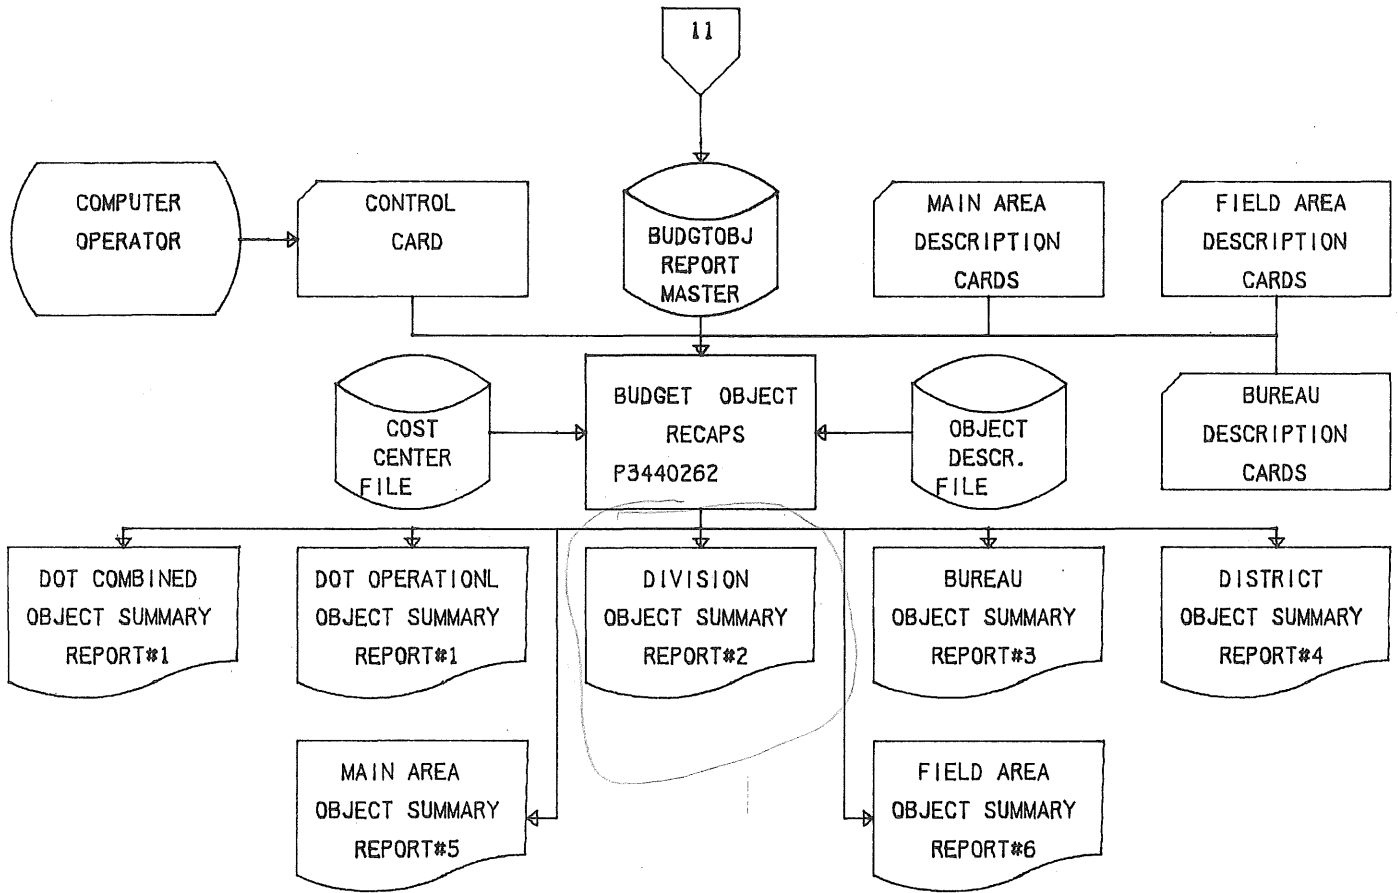 11
COMPUTER
OPERATOR
CONTROL
CARD
BUDGTOBJ
REPORT
MASTER
MAIN AREA
DESCRIPTION
CARDS
FIELD AREA
DESCRIPTION
CARDS
COST
CENTER
FILE
BUDGET OBJECT
RECAPS
P3440262
OBJECT
DESCR.
FILE
BUREAU
DESCRIPTION
CARDS
DOT COMBINED
OBJECT SUMMARY
REPORT#1
DOT OPERATIONL
OBJECT SUMMARY
REPORT#1
DIVISION
OBJECT SUMMARY
REPORT#2
BUREAU
OBJECT SUMMARY
REPORT#3
DISTRICT
OBJECT SUMMARY
REPORT#4
MAIN AREA
OBJECT SUMMARY
REPORT#5
FIELD AREA
OBJECT SUMMARY
REPORT#6